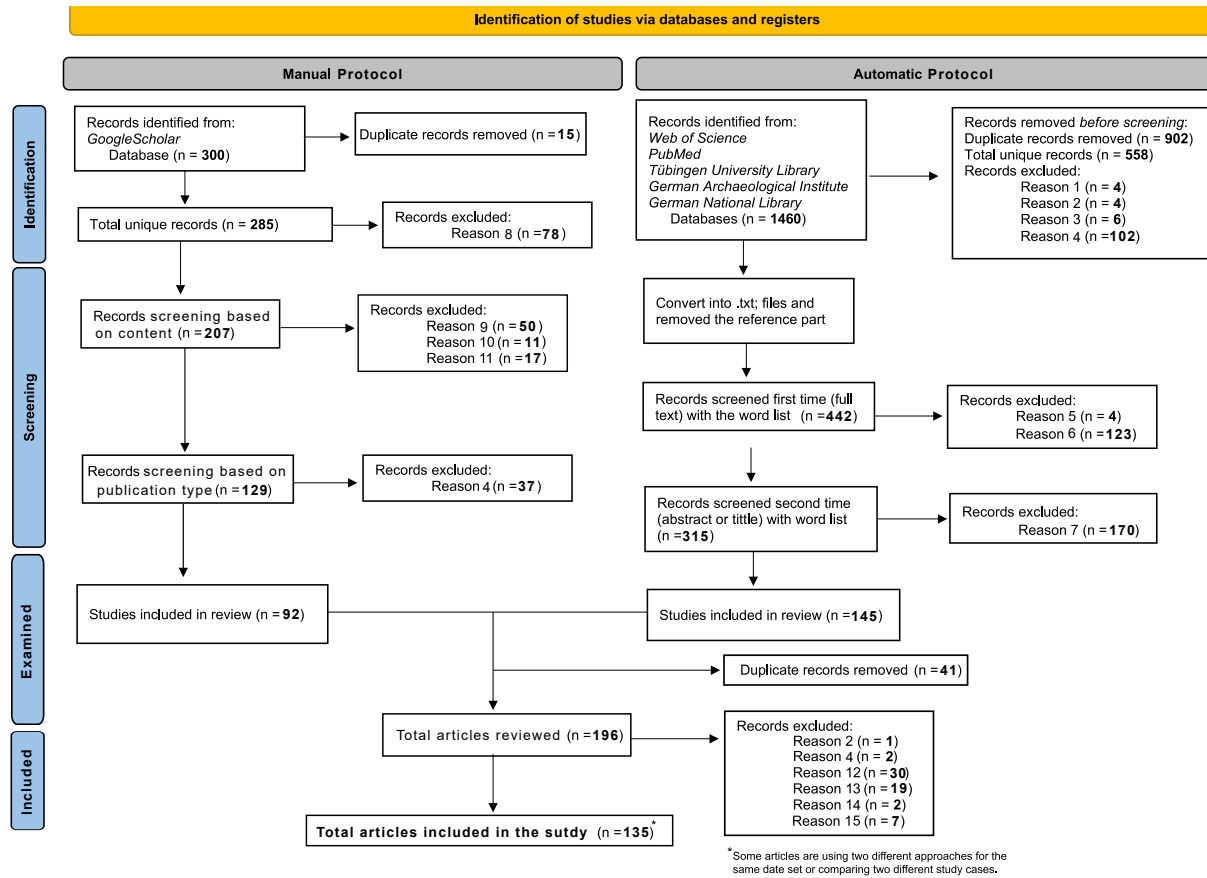 Identification of studies via databases and registers
Manual Protocol
Automatic Protocol
Identification
Records identified from:
GoogleScholar
Database (n = 300)
Duplicate records removed (n = 15)
Total unique records (n = 285)
Records excluded:
Reason 8 (n = 78)
Records identified from:
Web of Science
PubMed
Tübingen University Library
German Archaeological Institute
German National Library
Databases (n = 1460)
Records removed before screening:
Duplicate records removed (n = 902)
Total unique records (n = 558)
Records excluded:
Reason 1 (n = 4)
Reason 2 (n = 4)
Reason 3 (n = 6)
Reason 4 (n = 102)
Screening
Records screening based
on content (n = 207)
Records excluded:
Reason 9 (n = 50)
Reason 10 (n = 11)
Reason 11 (n = 17)
Records screening based on
publication type (n = 129)
Records excluded:
Reason 4 (n = 37)
Convert into .txt; files and
removed the reference part
Records screened first time (full
text) with the word list (n = 442)
Records excluded:
Reason 5 (n = 4)
Reason 6 (n = 123)
Records screened second time
(abstract or tittle) with word list
(n = 315)
Records excluded:
Reason 7 (n = 170)
Examined
Studies included in review (n = 92)
Studies included in review (n = 145)
Duplicate records removed (n = 41)
Total articles reviewed (n = 196)
Included
Records excluded:
Reason 2 (n = 1)
Reason 4 (n = 2)
Reason 12 (n = 30)
Reason 13 (n = 19)
Reason 14 (n = 2)
Reason 15 (n = 7)
Total articles included in the sutdy (n = 135)*
*Some articles are using two different approaches for the
same date set or comparing two different study cases.